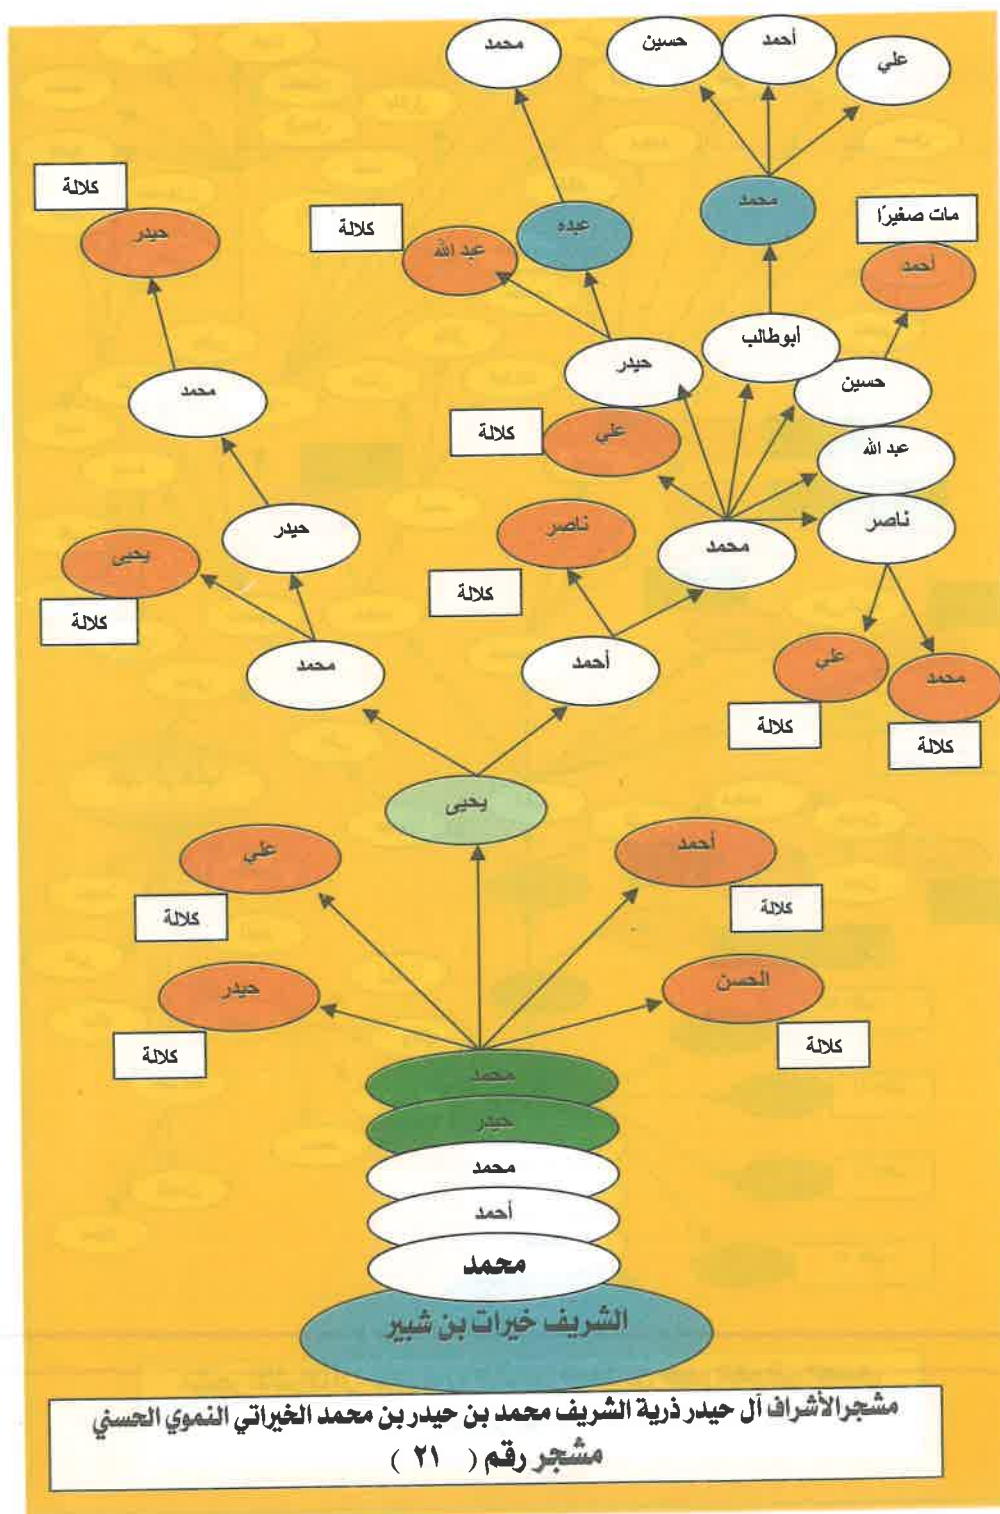 علي
أحمد
حسين
محمد
كلالة
حيدر
مات صغيرًا
أحمد
محمد
عبده
كلالة
عبد الله
أبوطالب
حيدر
حسين
محمد
علي
كلالة
عبد الله
ناصر
ناصر
كلالة
محمد
حيدر
يحيى
كلالة
علي
كلالة
محمد
كلالة
أحمد
محمد
يحيى
أحمد
كلالة
علي
كلالة
الحسن
كلالة
حيدر
كلالة
محمد
حيدر
محمد
أحمد
محمد
الشريف خيرات بن شبير
مشجرالأشراف آل حيدر ذرية الشريف محمد بن حيدر بن محمد الخيراتي النموي الحسني
مشجر رقم ( ٢١ )